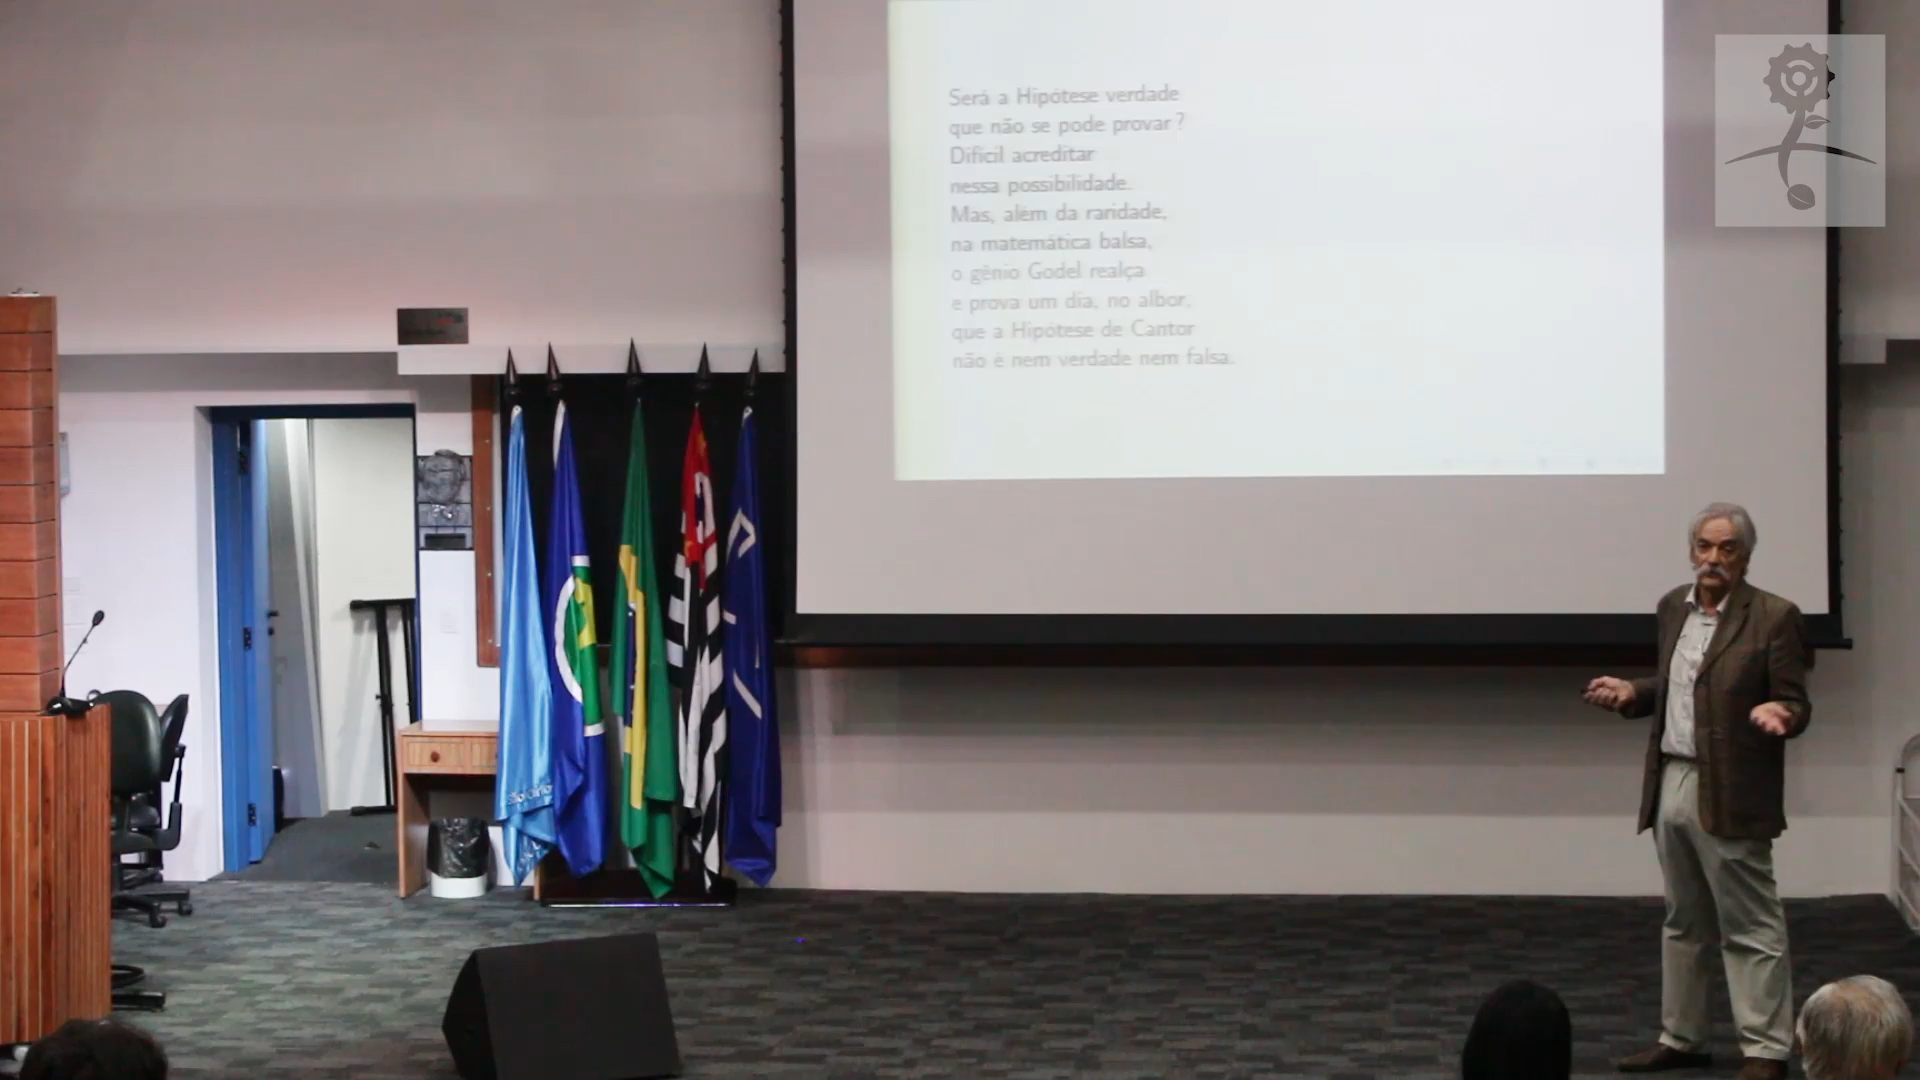 Será a Hipótese verdade
que não se pode provar?
Difícil acreditar
nessa possibilidade.
Mas, além da raridade,
na matemática balsa,
o gênio Godel realça
e prova um dia, no albor,
que a Hipótese de Cantor
não é nem verdade nem falsa.